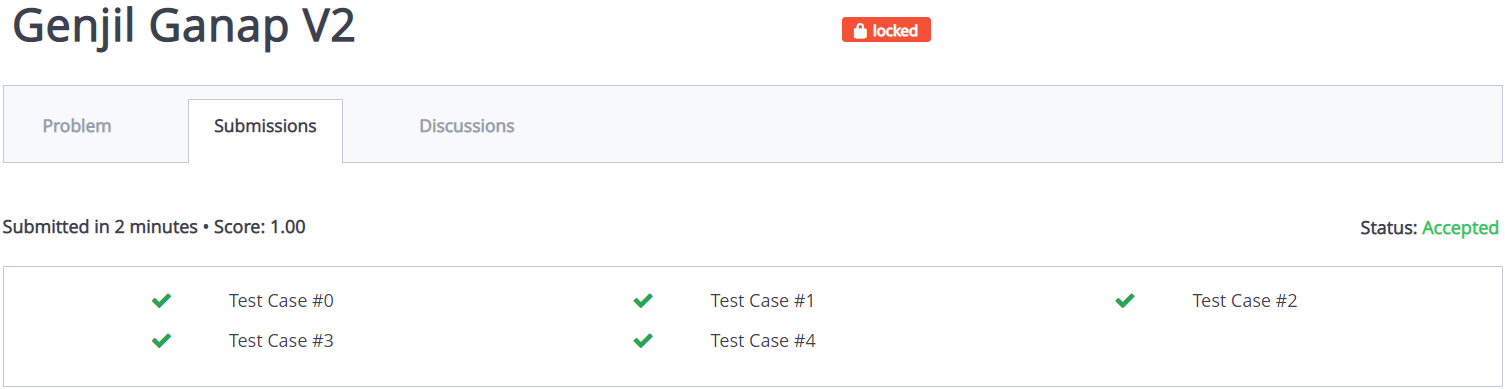 Genjil Ganap V2
locked
Problem
Submissions
Discussions
Submitted in 2 minutes • Score: 1.00
Status: Accepted
Test Case #0
Test Case #1
Test Case #2
Test Case #3
Test Case #4